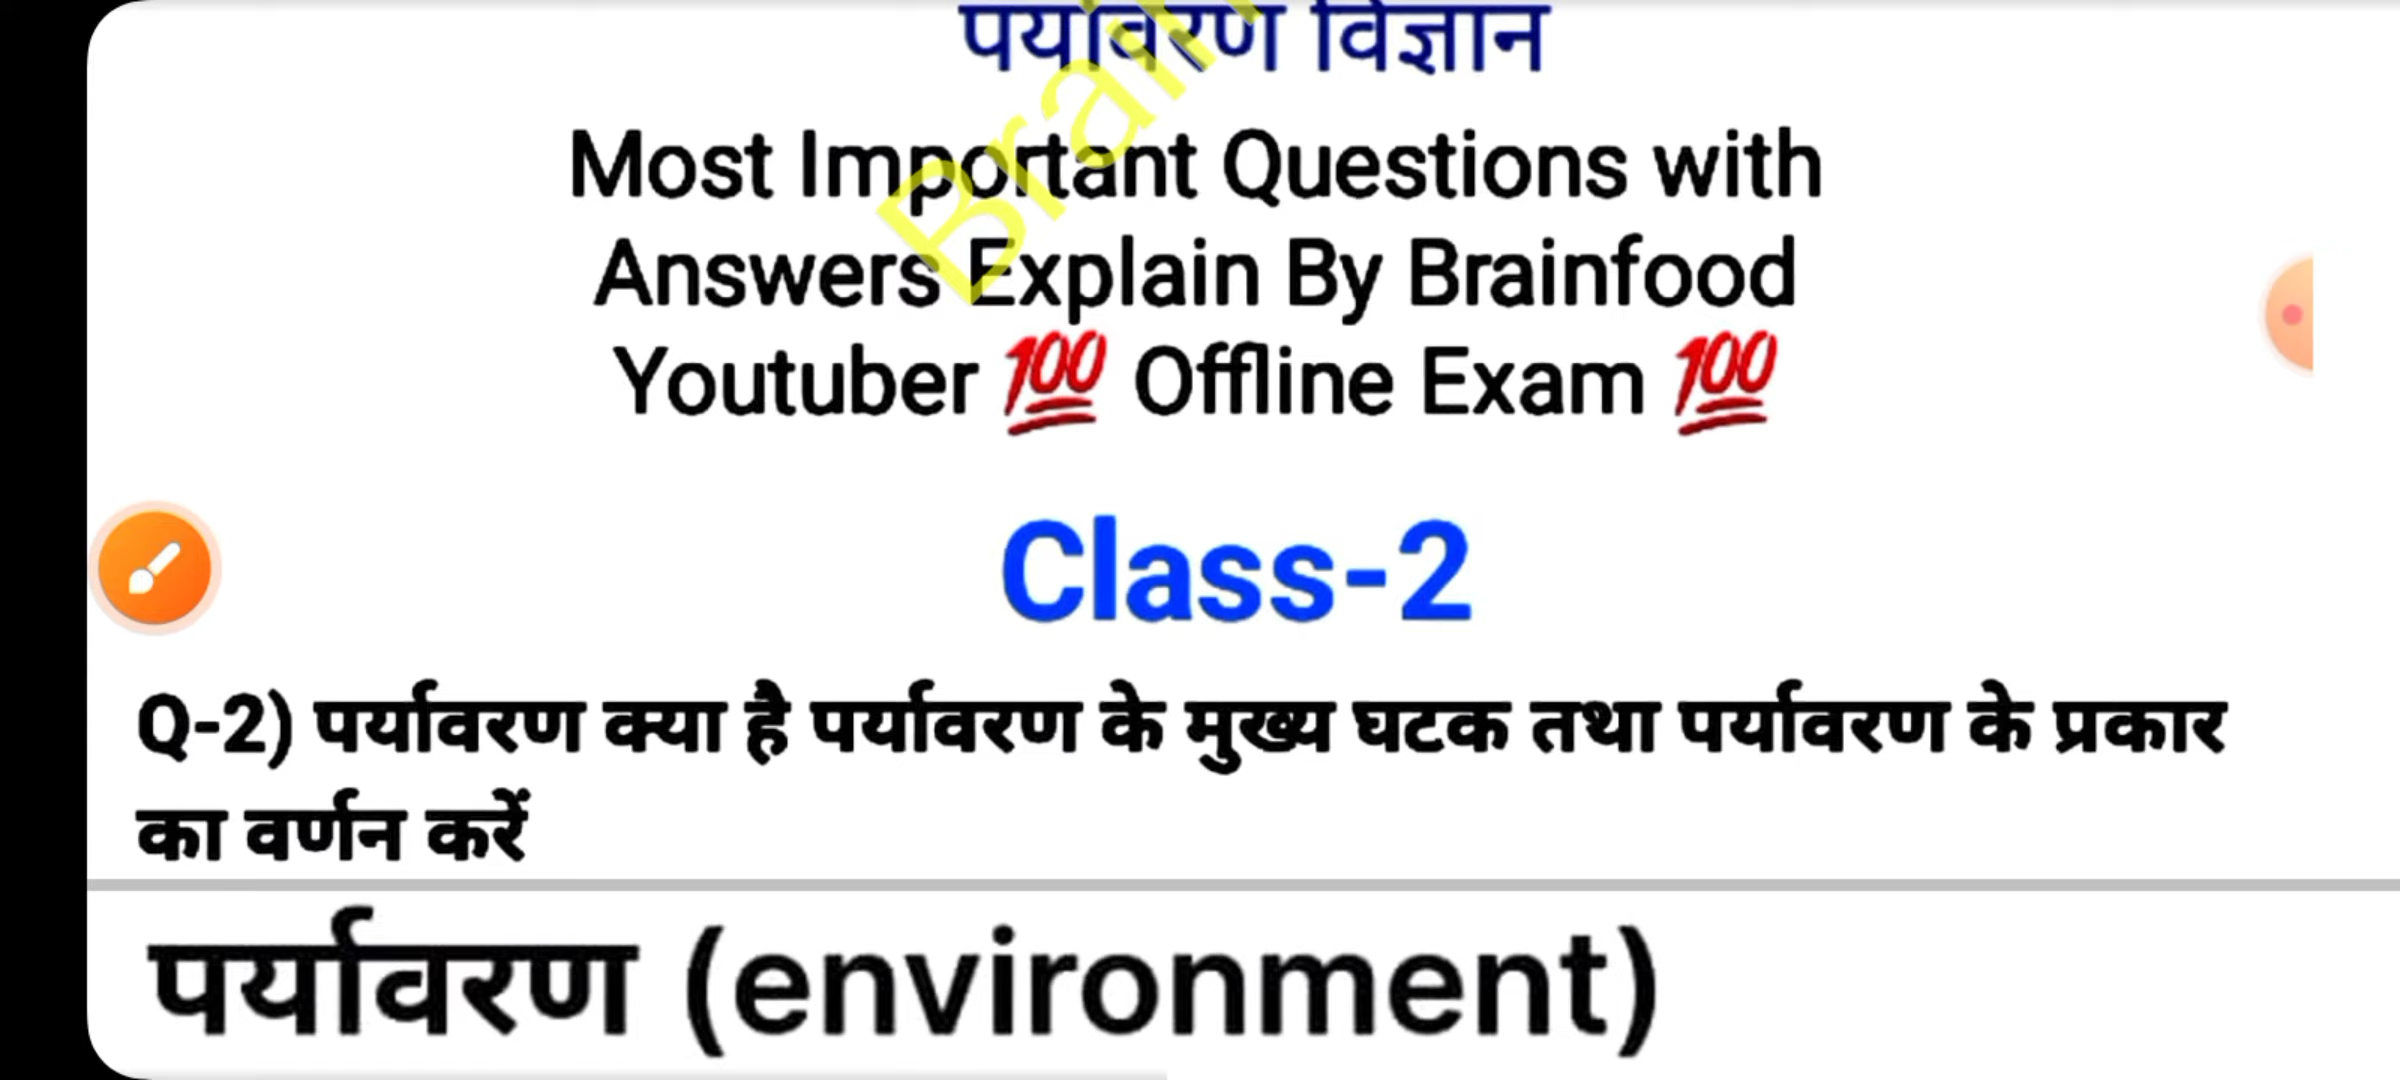 पर्यावरण विज्ञान
Most Important Questions with
Answers Explain By Brainfood
Youtuber 💯 Offline Exam 💯
Class-2
Q-2) पर्यावरण क्या है पर्यावरण के मुख्य घटक तथा पर्यावरण के प्रकार
का वर्णन करें
पर्यावरण (environment)